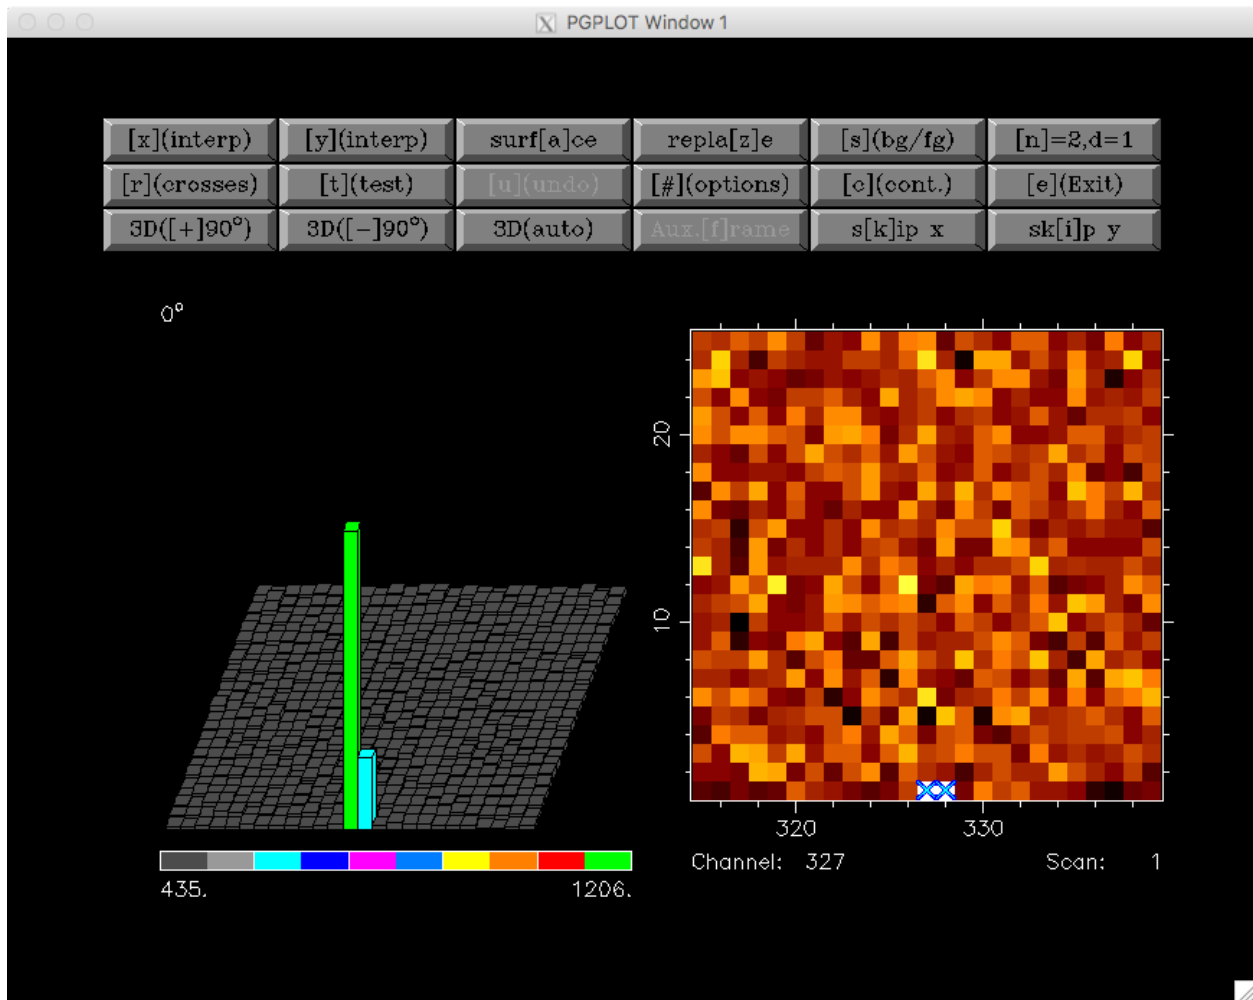 PGPLOT Window 1
[x](interp) [y](interp) surf[a]ce repla[z]e [s](bg/fg) [n]=2,d=1
[r](crosses) [t](test) [u](undo) [#](options) [c](cont.) [e](Exit)
3D([+]90°) 3D([−]90°) 3D(auto) Aux.[f]rame s[k]ip x sk[i]p y
0°
20
10
320 330
Channel: 327 Scan: 1
435. 1206.